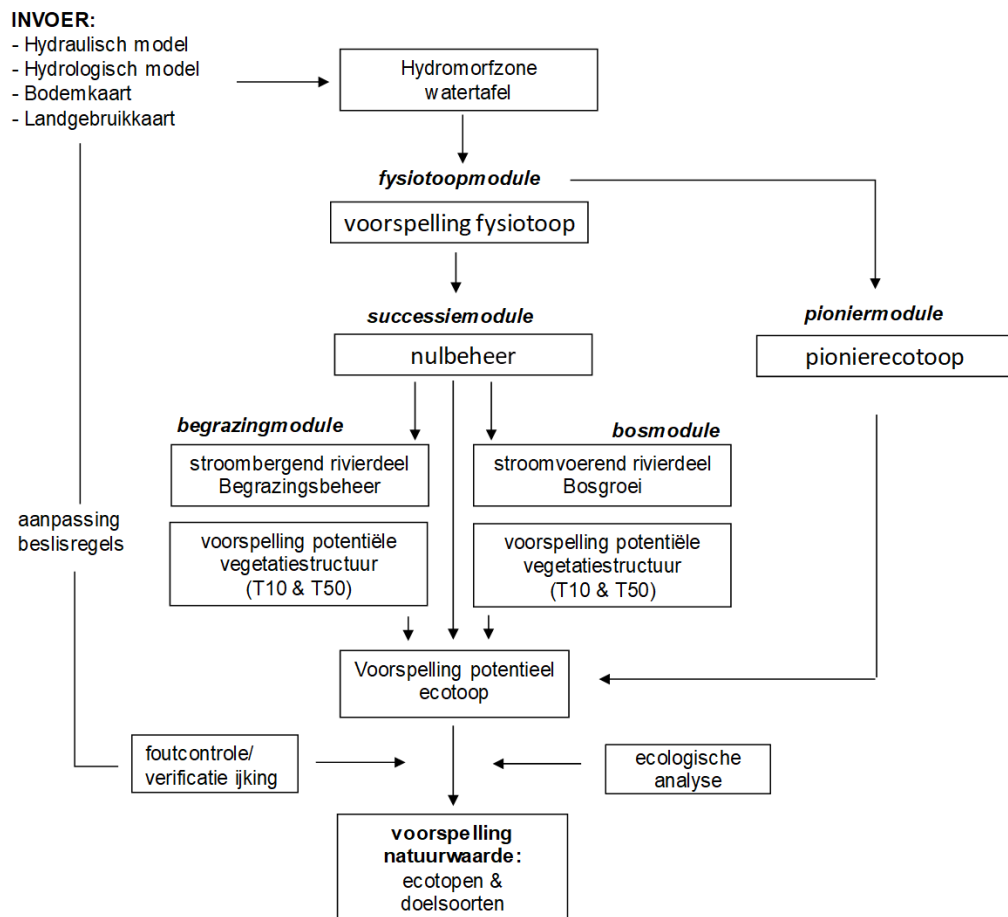 INVOER:
- Hydraulisch model
- Hydrologisch model
- Bodemkaart
- Landgebruikkaart
Hydromorfzone
watertafel
fysiotoopmodule
voorspelling fysiotoop
successiemodule
nulbeheer
pioniermodule
pionierecotoop
begrazingmodule
stroombergend rivierdeel
Begrazingsbeheer
voorspelling potentiële
vegetatiestructuur
(T10 & T50)
bosmodule
stroomvoerend rivierdeel
Bosgroei
voorspelling potentiële
vegetatiestructuur
(T10 & T50)
aanpassing
beslisregels
Voorspelling potentieel
ecotoop
foutcontrole/
verificatie ijking
ecologische
analyse
voorspelling
natuurwaarde:
ecotopen &
doelsoorten